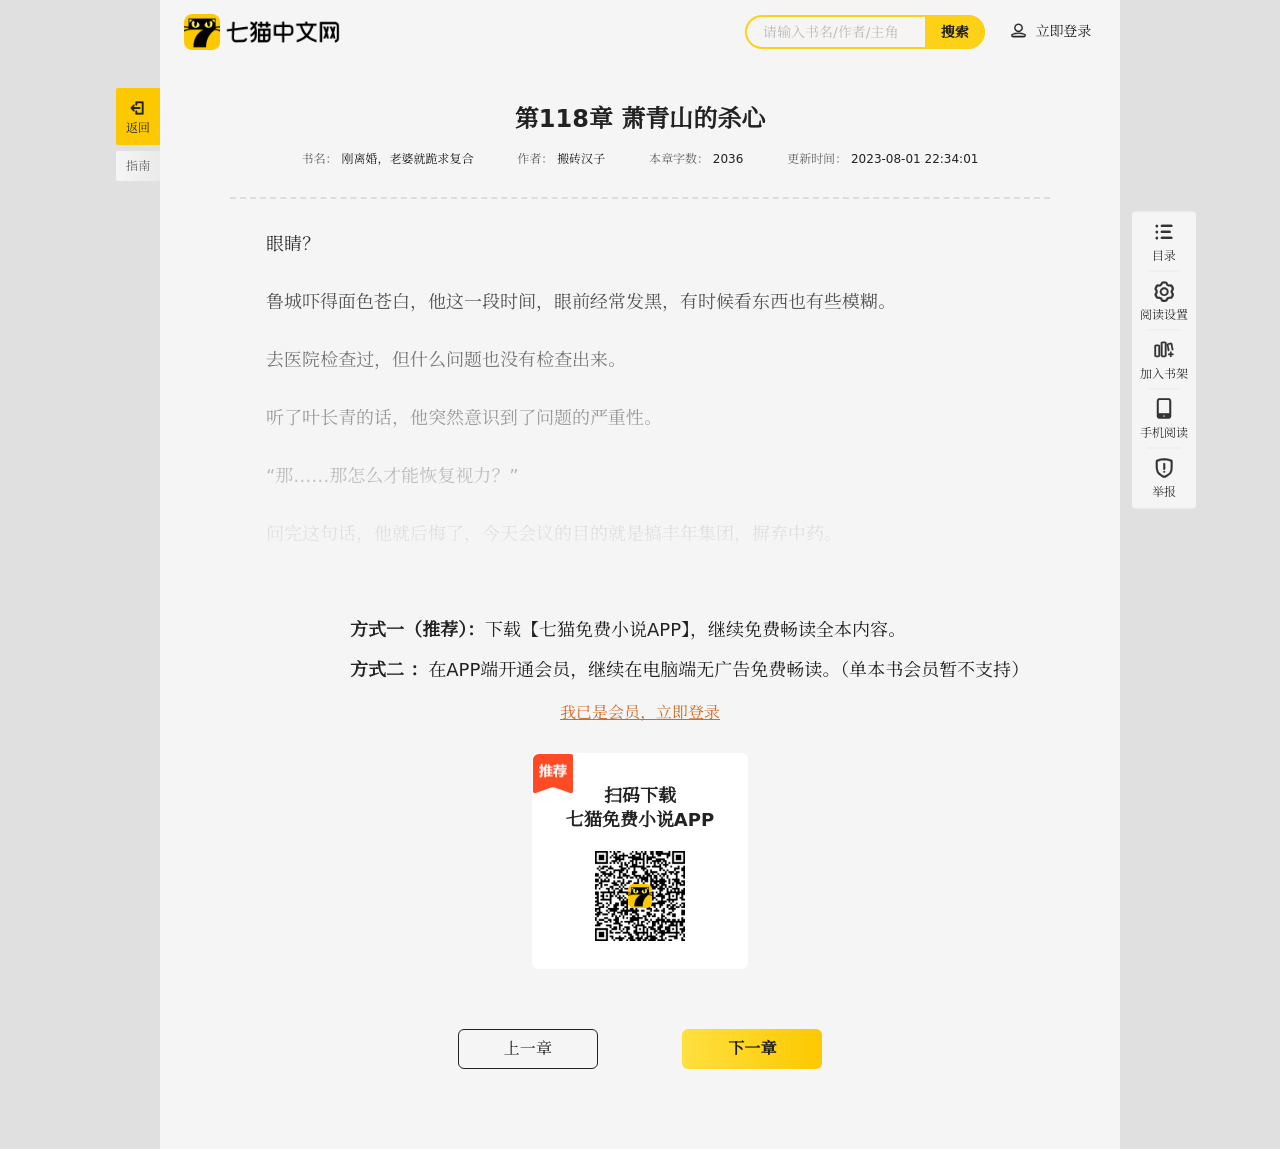 七猫中文网
请输入书名/作者/主角
搜索
立即登录
返回
指南
第118章 萧青山的杀心
书名： 刚离婚，老婆就跪求复合 作者： 搬砖汉子 本章字数： 2036 更新时间： 2023-08-01 22:34:01
眼睛？
鲁城吓得面色苍白，他这一段时间，眼前经常发黑，有时候看东西也有些模糊。
去医院检查过，但什么问题也没有检查出来。
听了叶长青的话，他突然意识到了问题的严重性。
“那……那怎么才能恢复视力？”
问完这句话，他就后悔了，今天会议的目的就是搞丰年集团，摒弃中药。
目录
阅读设置
加入书架
手机阅读
举报
方式一（推荐）：下载【七猫免费小说APP】，继续免费畅读全本内容。
方式二 ：在APP端开通会员，继续在电脑端无广告免费畅读。（单本书会员暂不支持）
我已是会员，立即登录
推荐
扫码下载
七猫免费小说APP
上一章
下一章